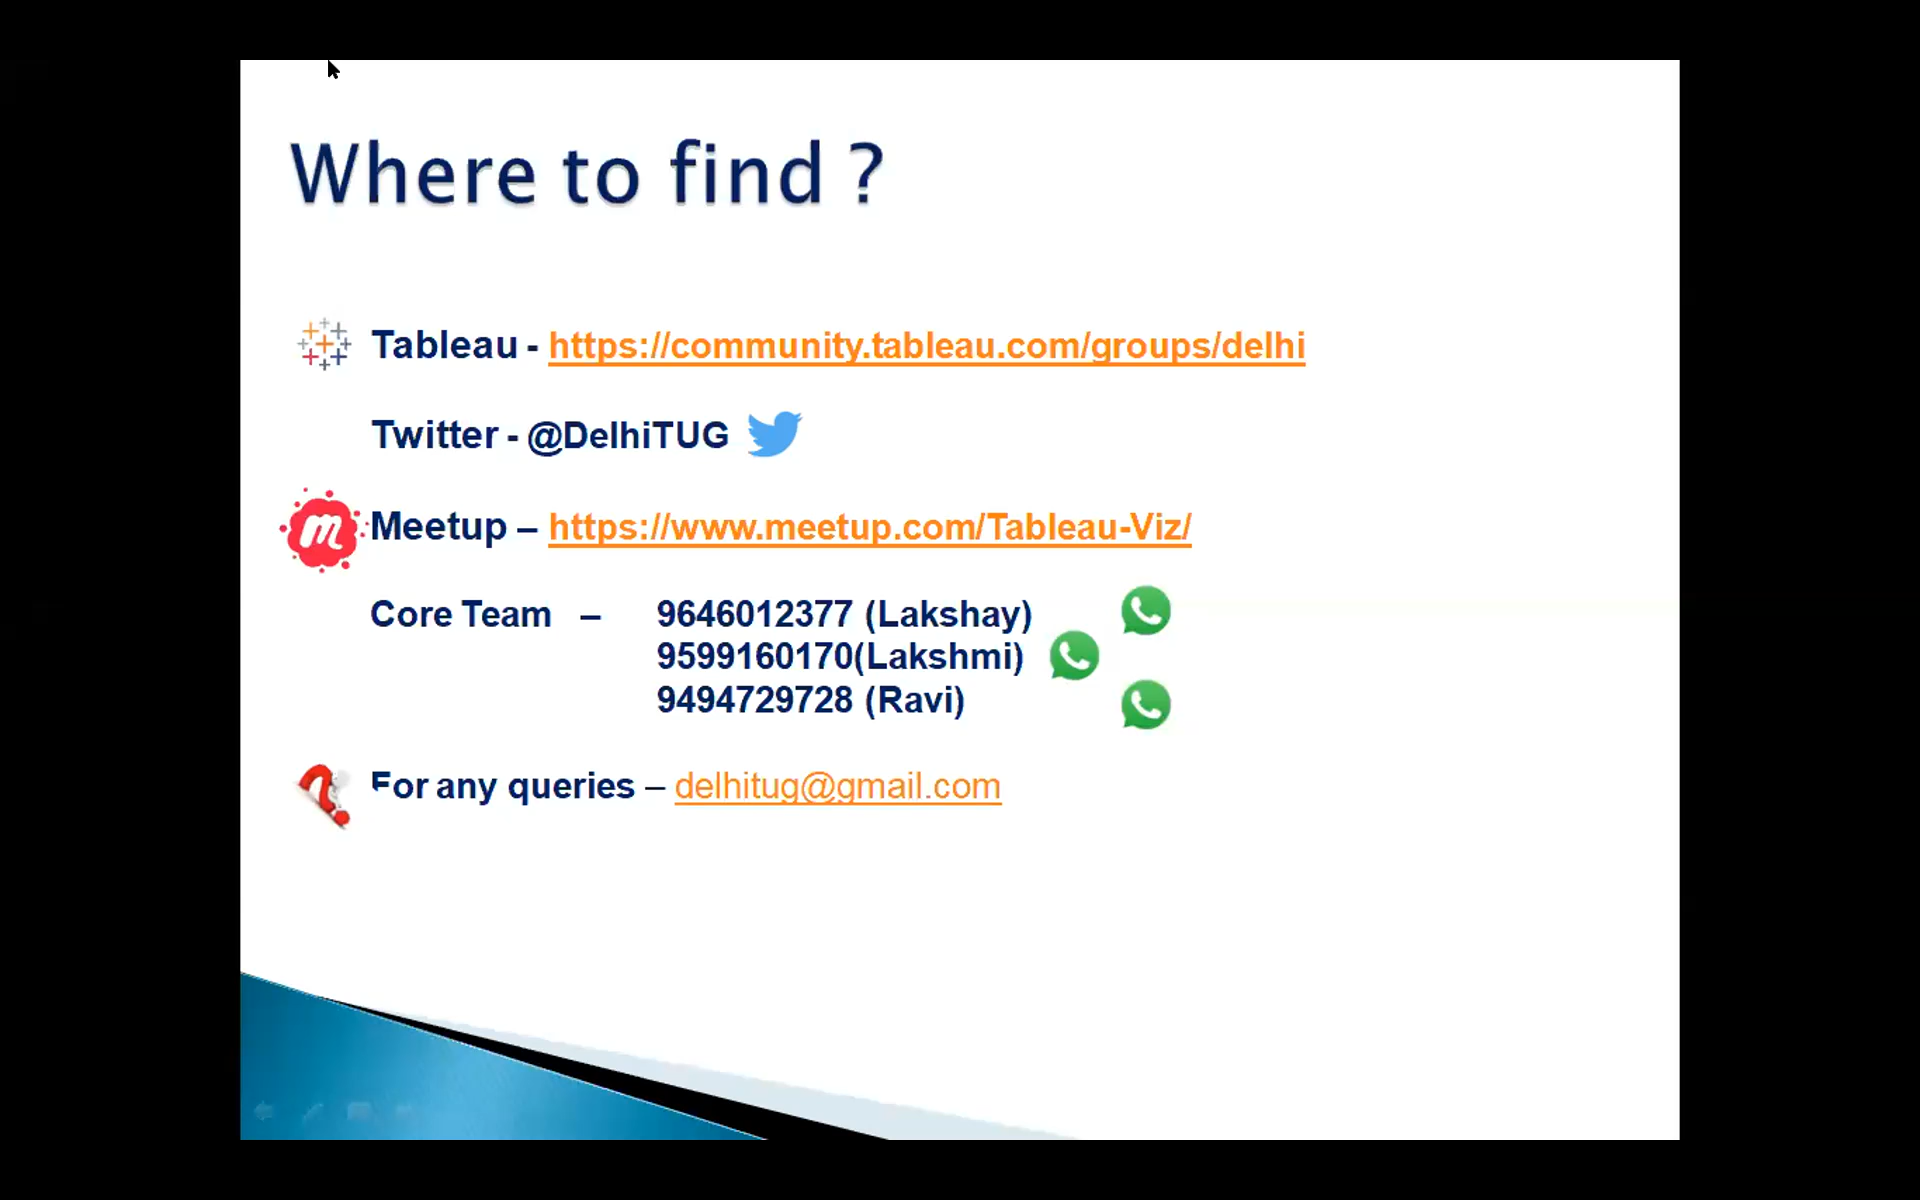 Where to find ?
Tableau - https://community.tableau.com/groups/delhi
Twitter - @DelhiTUG
Meetup – https://www.meetup.com/Tableau-Viz/
Core Team – 9646012377 (Lakshay)
9599160170(Lakshmi)
9494729728 (Ravi)
For any queries – delhitug@gmail.com